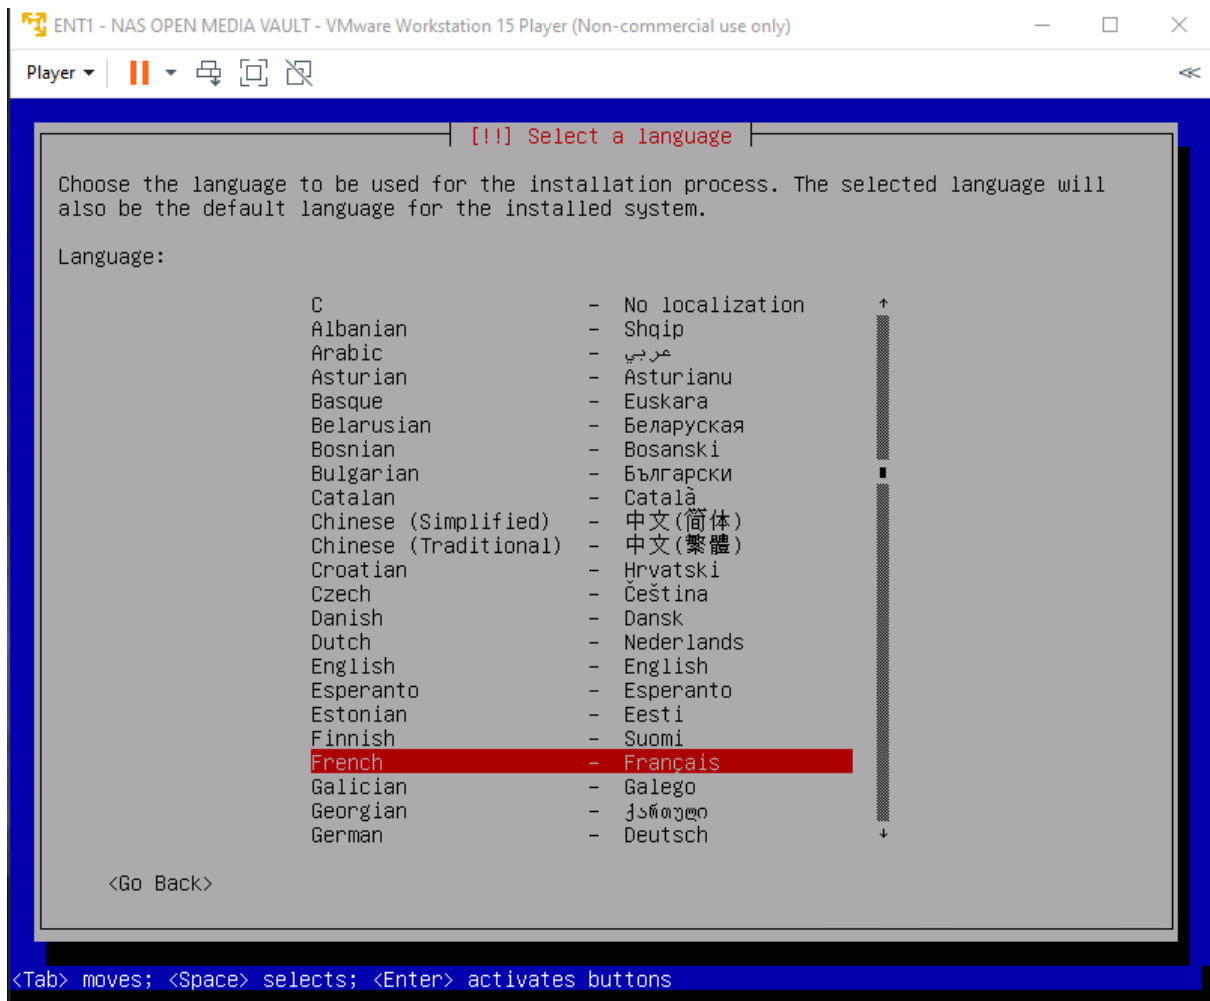 ENT1 - NAS OPEN MEDIA VAULT - VMware Workstation 15 Player (Non-commercial use only)
Player
[!!] Select a language
Choose the language to be used for the installation process. The selected language will
also be the default language for the installed system.
Language:
C - No localization
Albanian - Shqip
Arabic - عربي
Asturian - Asturianu
Basque - Euskara
Belarusian - Беларуская
Bosnian - Bosanski
Bulgarian - Български
Catalan - Català
Chinese (Simplified) - 中文(简体)
Chinese (Traditional) - 中文(繁體)
Croatian - Hrvatski
Czech - Čeština
Danish - Dansk
Dutch - Nederlands
English - English
Esperanto - Esperanto
Estonian - Eesti
Finnish - Suomi
French - Français
Galician - Galego
Georgian - ქართული
German - Deutsch
<Go Back>
<Tab> moves; <Space> selects; <Enter> activates buttons